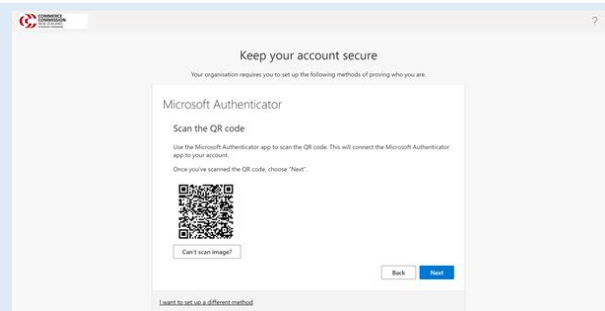 COMMERCE
COMMISSION
?
Keep your account secure
Your organisation requires you to set up the following methods of proving who you are.
Microsoft Authenticator
Scan the QR code
Use the Microsoft Authenticator app to scan the QR code. This will connect the Microsoft Authenticator
app to your account.
Once you've scanned the QR code, choose "Next".
Can't scan image?
Back Next
I want to set up a different method